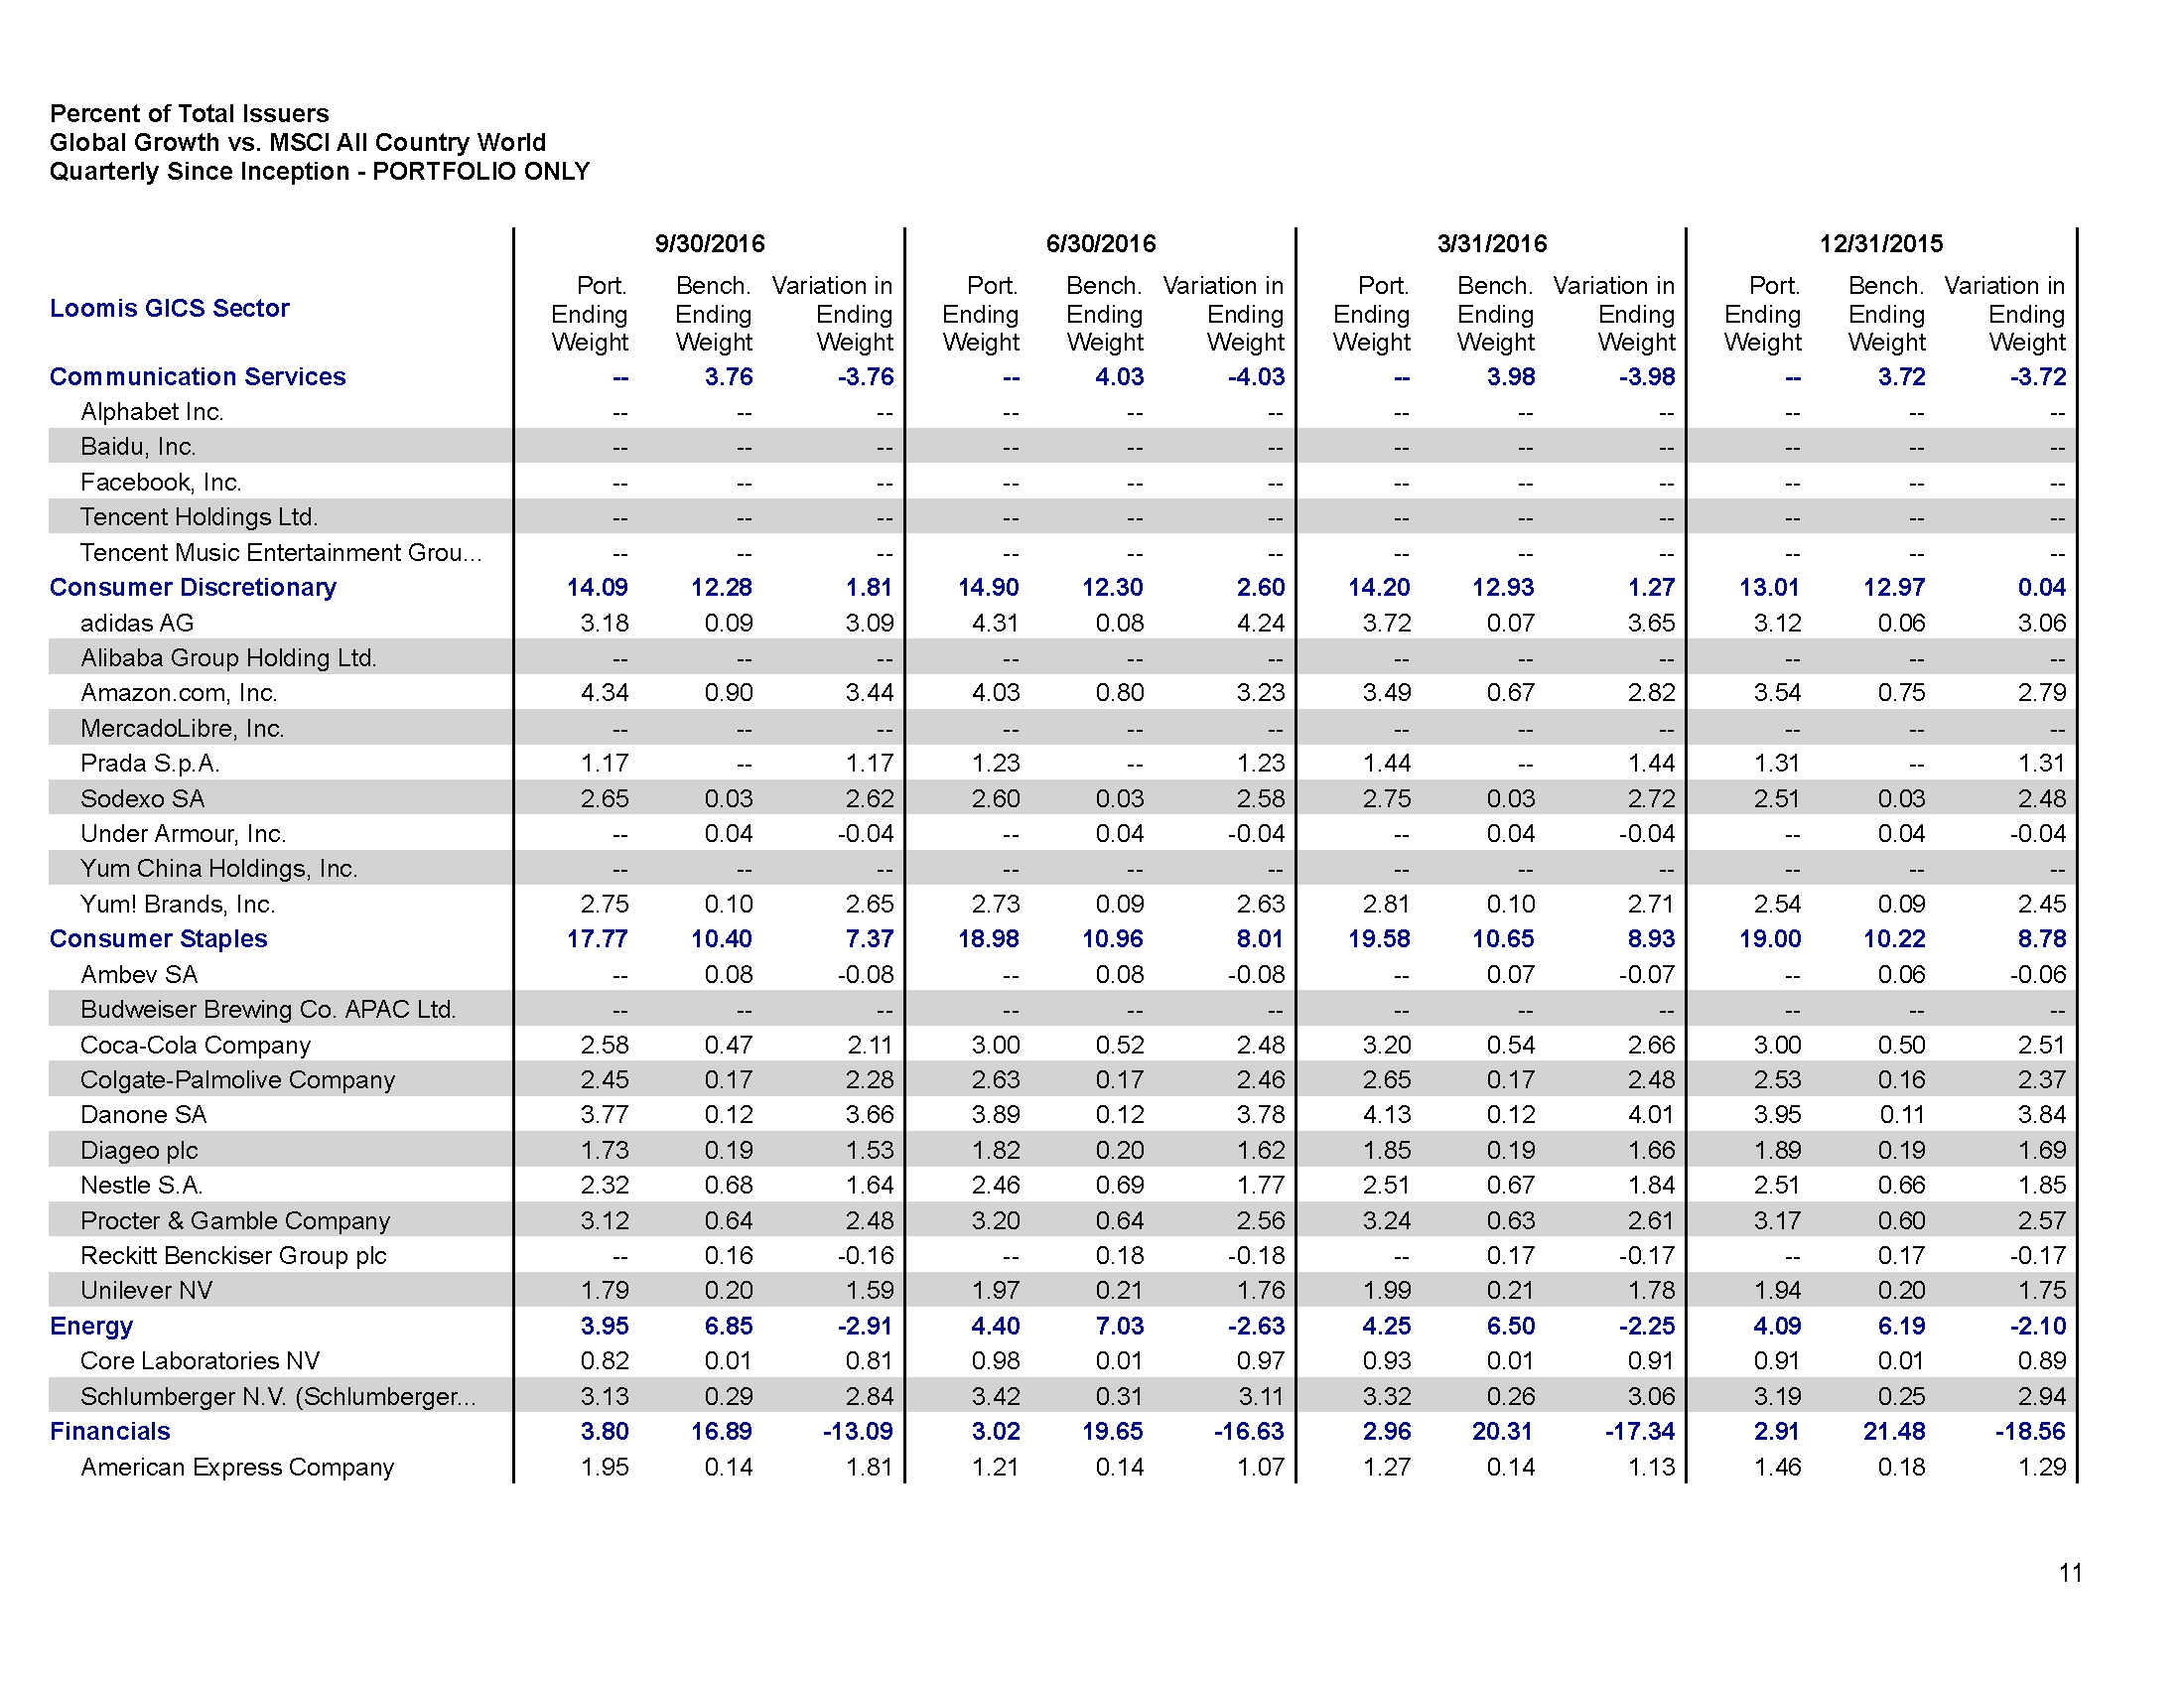 Percent of Total Issuers
Global Growth vs. MSCI All Country World
Quarterly Since Inception - PORTFOLIO ONLY
9/30/2016 6/30/2016 3/31/2016 12/31/2015
Loomis GICS Sector
Port. Bench. Variation in Port. Bench. Variation in Port. Bench. Variation in Port. Bench. Variation in
Ending Ending Ending Ending Ending Ending Ending Ending Ending Ending Ending Ending
Weight Weight Weight Weight Weight Weight Weight Weight Weight Weight Weight Weight
Communication Services -- 3.76 -3.76 -- 4.03 -4.03 -- 3.98 -3.98 -- 3.72 -3.72
Alphabet Inc. -- -- -- -- -- -- -- -- -- -- -- --
Baidu, Inc. -- -- -- -- -- -- -- -- -- -- -- --
Facebook, Inc. -- -- -- -- -- -- -- -- -- -- -- --
Tencent Holdings Ltd. -- -- -- -- -- -- -- -- -- -- -- --
Tencent Music Entertainment Grou... -- -- -- -- -- -- -- -- -- -- -- --
Consumer Discretionary 14.09 12.28 1.81 14.90 12.30 2.60 14.20 12.93 1.27 13.01 12.97 0.04
adidas AG 3.18 0.09 3.09 4.31 0.08 4.24 3.72 0.07 3.65 3.12 0.06 3.06
Alibaba Group Holding Ltd. -- -- -- -- -- -- -- -- -- -- -- --
Amazon.com, Inc. 4.34 0.90 3.44 4.03 0.80 3.23 3.49 0.67 2.82 3.54 0.75 2.79
MercadoLibre, Inc. -- -- -- -- -- -- -- -- -- -- -- --
Prada S.p.A. 1.17 -- 1.17 1.23 -- 1.23 1.44 -- 1.44 1.31 -- 1.31
Sodexo SA 2.65 0.03 2.62 2.60 0.03 2.58 2.75 0.03 2.72 2.51 0.03 2.48
Under Armour, Inc. -- 0.04 -0.04 -- 0.04 -0.04 -- 0.04 -0.04 -- 0.04 -0.04
Yum China Holdings, Inc. -- -- -- -- -- -- -- -- -- -- -- --
Yum! Brands, Inc. 2.75 0.10 2.65 2.73 0.09 2.63 2.81 0.10 2.71 2.54 0.09 2.45
Consumer Staples 17.77 10.40 7.37 18.98 10.96 8.01 19.58 10.65 8.93 19.00 10.22 8.78
Ambev SA -- 0.08 -0.08 -- 0.08 -0.08 -- 0.07 -0.07 -- 0.06 -0.06
Budweiser Brewing Co. APAC Ltd. -- -- -- -- -- -- -- -- -- -- -- --
Coca-Cola Company 2.58 0.47 2.11 3.00 0.52 2.48 3.20 0.54 2.66 3.00 0.50 2.51
Colgate-Palmolive Company 2.45 0.17 2.28 2.63 0.17 2.46 2.65 0.17 2.48 2.53 0.16 2.37
Danone SA 3.77 0.12 3.66 3.89 0.12 3.78 4.13 0.12 4.01 3.95 0.11 3.84
Diageo plc 1.73 0.19 1.53 1.82 0.20 1.62 1.85 0.19 1.66 1.89 0.19 1.69
Nestle S.A. 2.32 0.68 1.64 2.46 0.69 1.77 2.51 0.67 1.84 2.51 0.66 1.85
Procter & Gamble Company 3.12 0.64 2.48 3.20 0.64 2.56 3.24 0.63 2.61 3.17 0.60 2.57
Reckitt Benckiser Group plc -- 0.16 -0.16 -- 0.18 -0.18 -- 0.17 -0.17 -- 0.17 -0.17
Unilever NV 1.79 0.20 1.59 1.97 0.21 1.76 1.99 0.21 1.78 1.94 0.20 1.75
Energy 3.95 6.85 -2.91 4.40 7.03 -2.63 4.25 6.50 -2.25 4.09 6.19 -2.10
Core Laboratories NV 0.82 0.01 0.81 0.98 0.01 0.97 0.93 0.01 0.91 0.91 0.01 0.89
Schlumberger N.V. (Schlumberger... 3.13 0.29 2.84 3.42 0.31 3.11 3.32 0.26 3.06 3.19 0.25 2.94
Financials 3.80 16.89 -13.09 3.02 19.65 -16.63 2.96 20.31 -17.34 2.91 21.48 -18.56
American Express Company 1.95 0.14 1.81 1.21 0.14 1.07 1.27 0.14 1.13 1.46 0.18 1.29
11